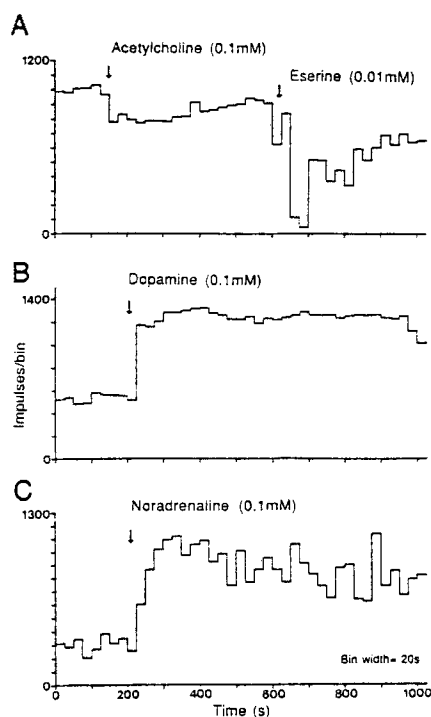 A
Acetylcholine (0.1mM)
1200
Eserine (0.01mM)
0
B
Dopamine (0.1mM)
1400
Impulses/bin
0
C
Noradrenaline (0.1mM)
1300
Bin width= 20s
0
0 200 400 600 800 1000
Time (s)